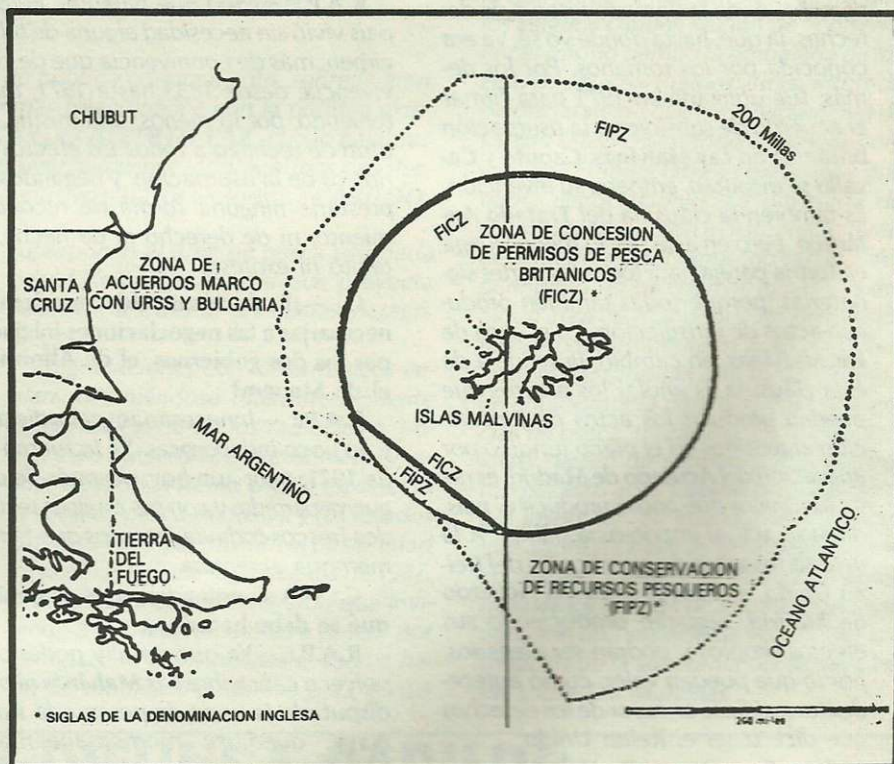 CHUBUT
SANTA
CRUZ
ZONA DE
ACUERDOS MARCO
CON URSS Y BULGARIA
MAR ARGENTINO
TIERRA
DEL
FUEGO
FIPZ
200 Millas
FICZ
ZONA DE CONCESION
DE PERMISOS DE PESCA
BRITANICOS
(FICZ) *
ISLAS MALVINAS
FICZ
FIPZ
ZONA DE CONSERVACION
DE RECURSOS PESQUEROS
(FIPZ) *
OCEANO ATLANTICO
* SIGLAS DE LA DENOMINACION INGLESA